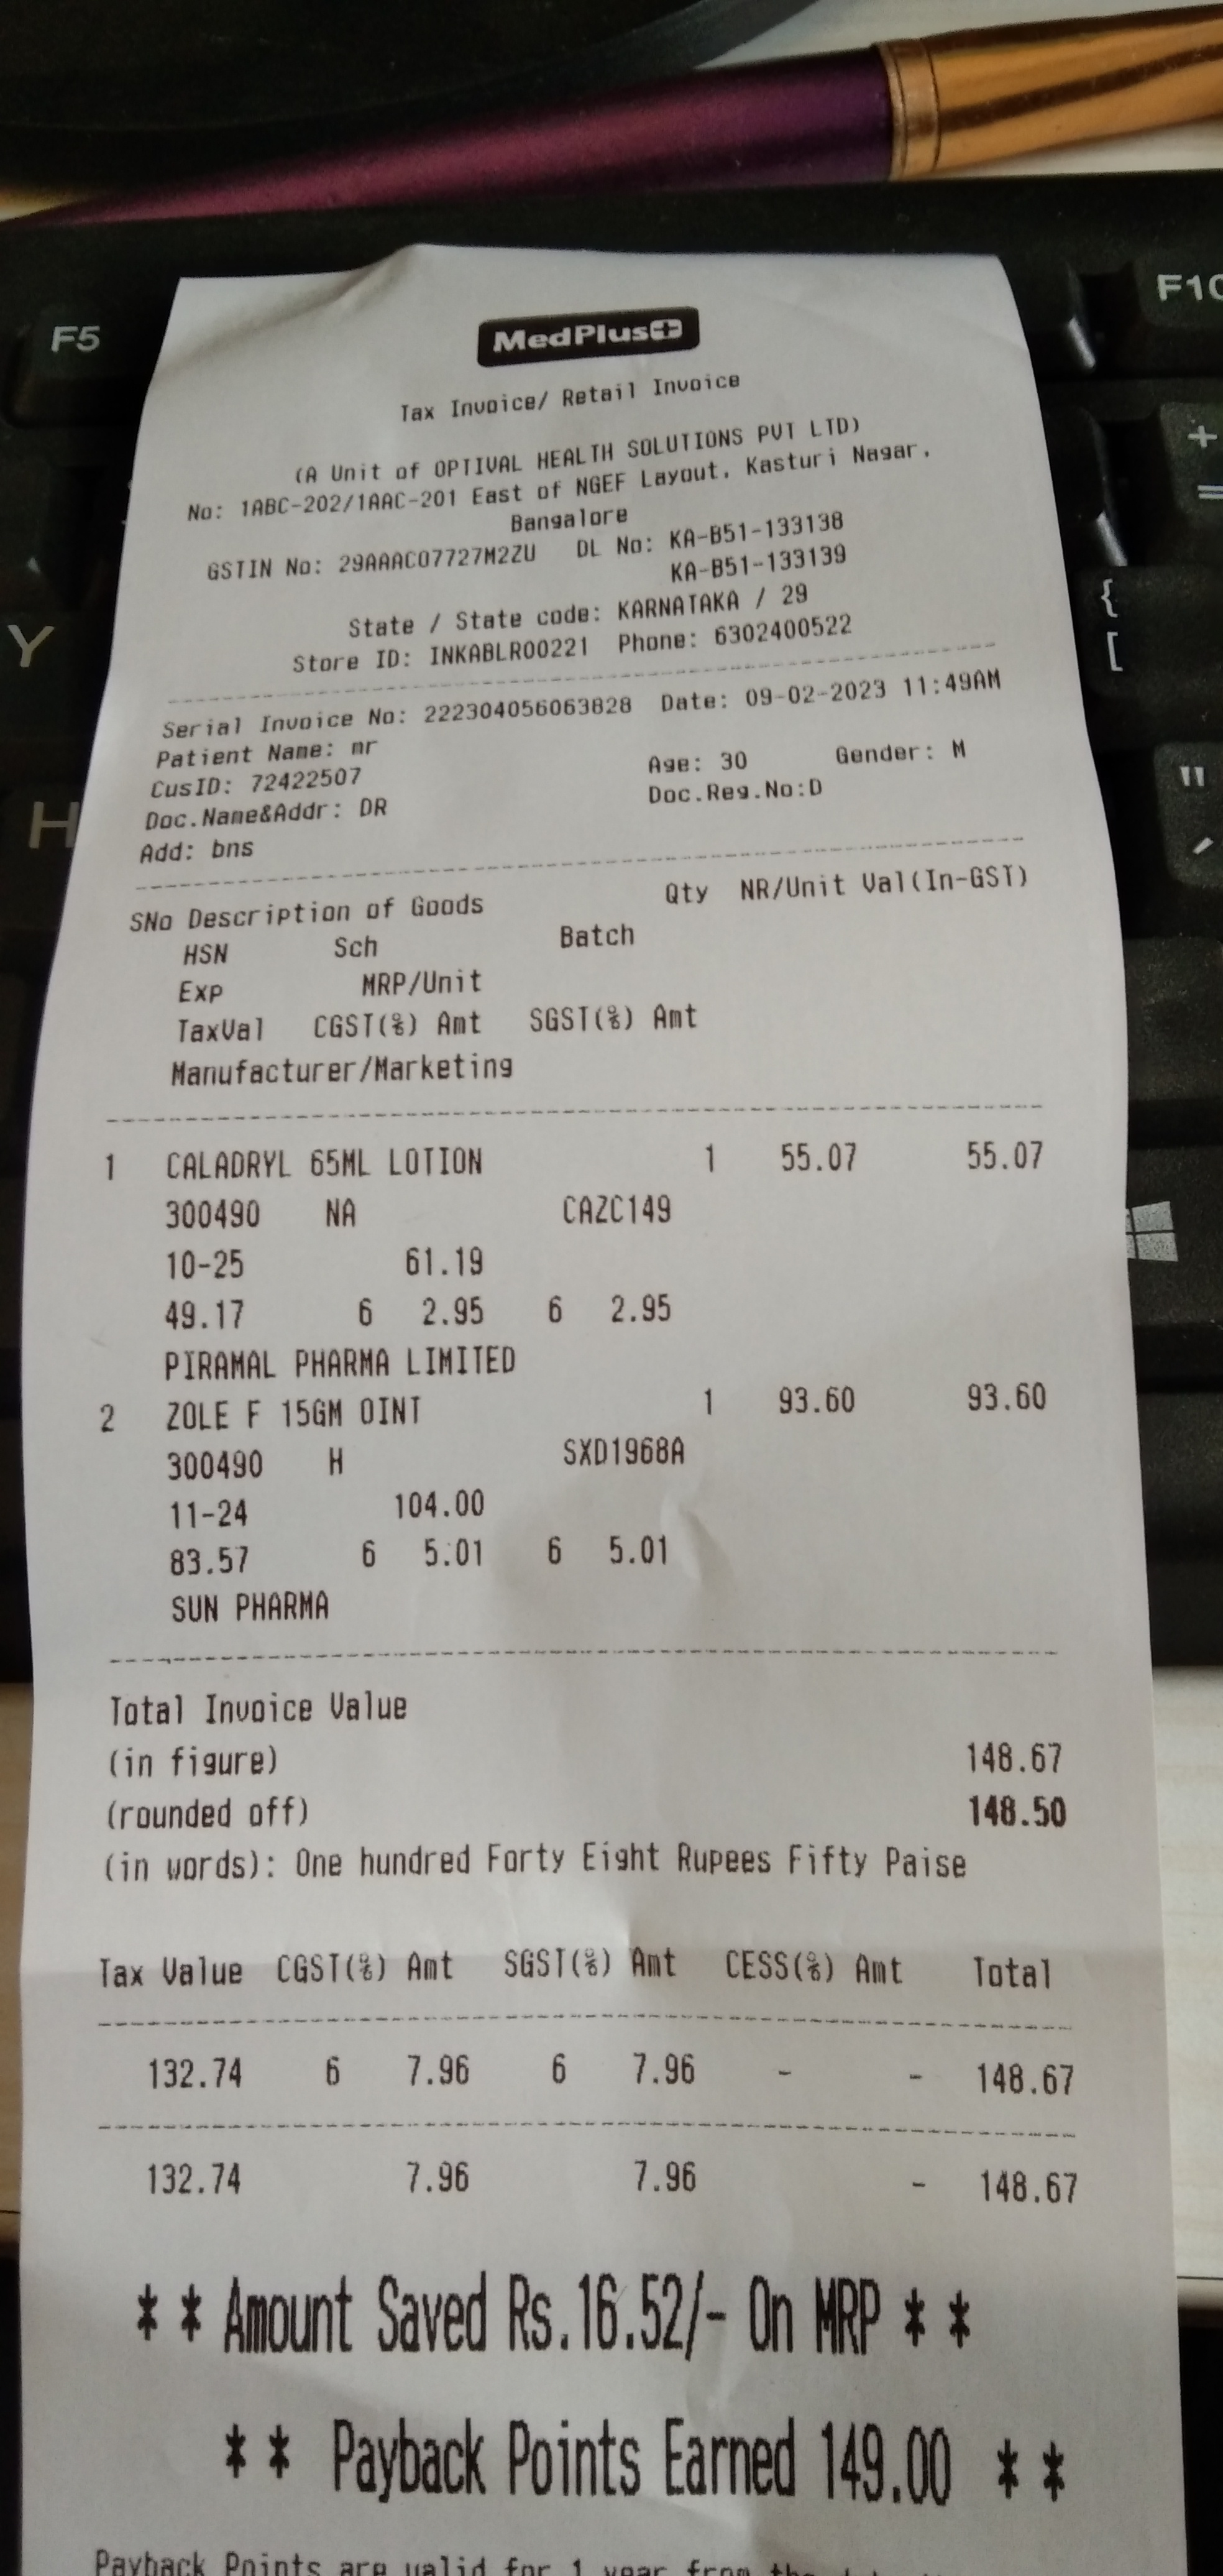 F5
F10
+
=
{
[
Y
H
"
MedPlus
Tax Invoice/ Retail Invoice
(A Unit of OPTIVAL HEALTH SOLUTIONS PVT LTD)
No: 1ABC-202/1AAC-201 East of NGEF Layout, Kasturi Nagar,
Bangalore
GSTIN No: 29AAACO7727M2ZU DL No: KA-B51-133138
KA-B51-133139
State / State code: KARNATAKA / 29
Store ID: INKABLR00221 Phone: 6302400522
Serial Invoice No: 222304056063828 Date: 09-02-2023 11:49AM
Patient Name: mr
CusID: 72422507 Age: 30 Gender: M
Doc.Name&Addr: DR Doc.Reg.No:D
Add: bns
SNo Description of Goods Qty NR/Unit Val(In-GST)
HSN Sch Batch
Exp MRP/Unit
TaxVal CGST(%) Amt SGST(%) Amt
Manufacturer/Marketing
1 CALADRYL 65ML LOTION 1 55.07 55.07
300490 NA CAZC149
10-25 61.19
49.17 6 2.95 6 2.95
PIRAMAL PHARMA LIMITED
2 ZOLE F 15GM OINT 1 93.60 93.60
300490 H SXD1968A
11-24 104.00
83.57 6 5.01 6 5.01
SUN PHARMA
Total Invoice Value
(in figure) 148.67
(rounded off) 148.50
(in words): One hundred Forty Eight Rupees Fifty Paise
Tax Value CGST(%) Amt SGST(%) Amt CESS(%) Amt Total
132.74 6 7.96 6 7.96 - - 148.67
132.74 7.96 7.96 - 148.67
** Amount Saved Rs.16.52/- On MRP **
** Payback Points Earned 149.00 **
Payback Points are valid for 1 year from the